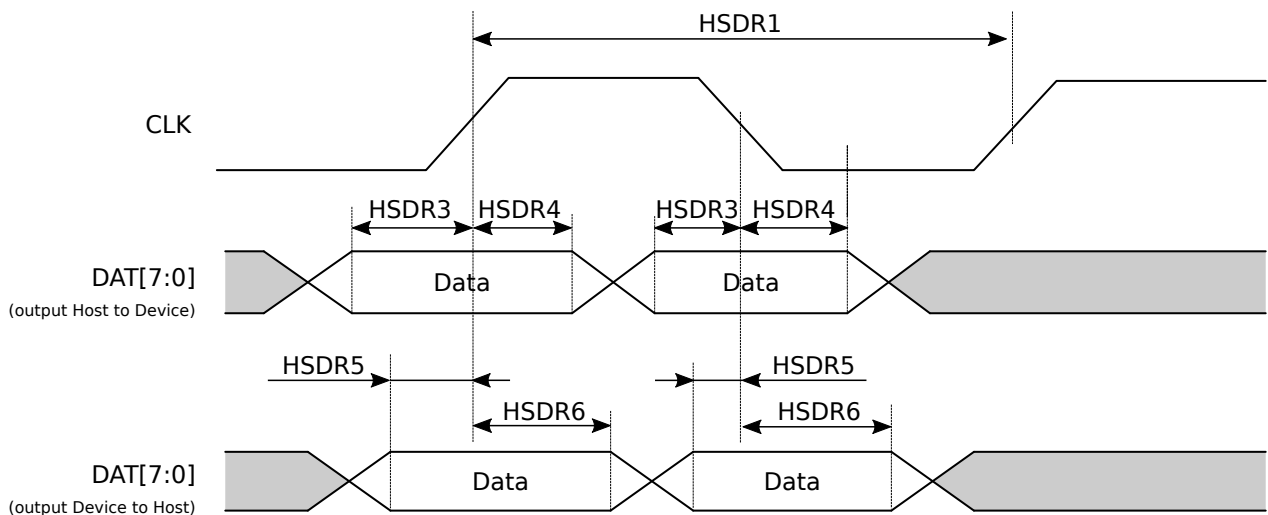 HSDR1
CLK
HSDR3 HSDR4 HSDR3 HSDR4
DAT[7:0] Data Data
(output Host to Device)
HSDR5 HSDR5
HSDR6 HSDR6
DAT[7:0] Data Data
(output Device to Host)